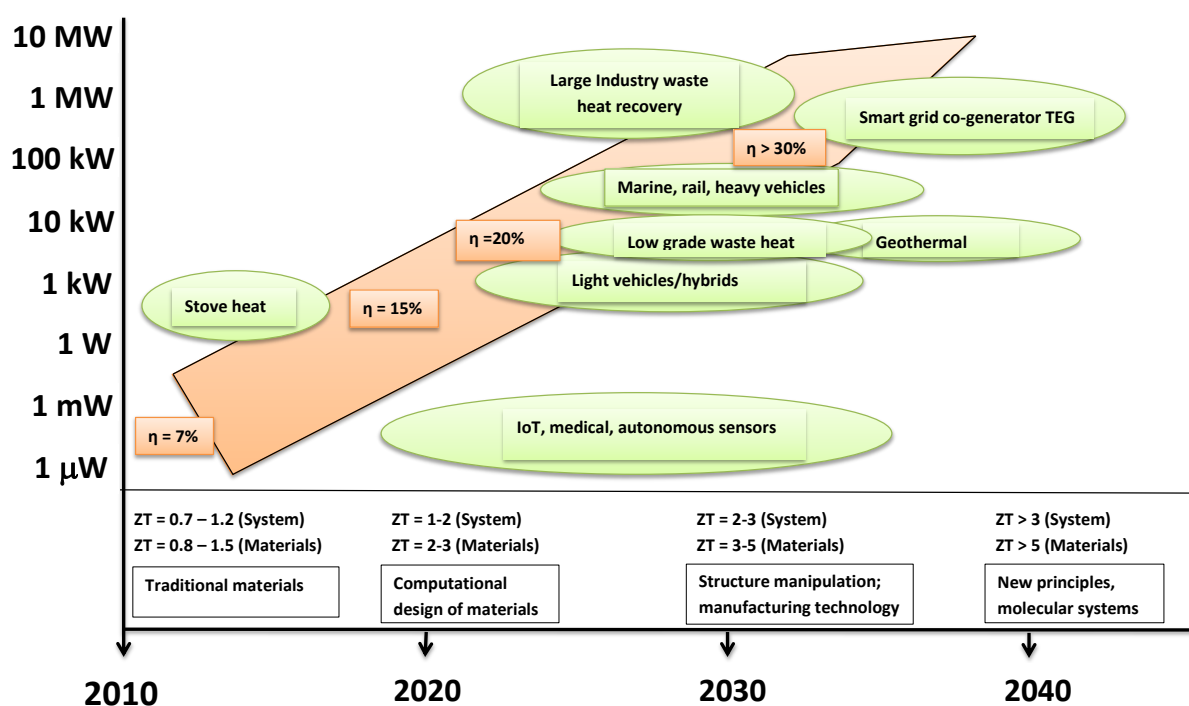 10 MW
1 MW
100 kW
10 kW
1 kW
1 W
1 mW
1 μW
Large Industry waste
heat recovery
Smart grid co-generator TEG
η > 30%
Marine, rail, heavy vehicles
η =20%
Low grade waste heat
Geothermal
Light vehicles/hybrids
Stove heat
η = 15%
IoT, medical, autonomous sensors
η = 7%
ZT = 0.7 – 1.2 (System)
ZT = 0.8 – 1.5 (Materials)
Traditional materials
ZT = 1-2 (System)
ZT = 2-3 (Materials)
Computational
design of materials
ZT = 2-3 (System)
ZT = 3-5 (Materials)
Structure manipulation;
manufacturing technology
ZT > 3 (System)
ZT > 5 (Materials)
New principles,
molecular systems
2010
2020
2030
2040